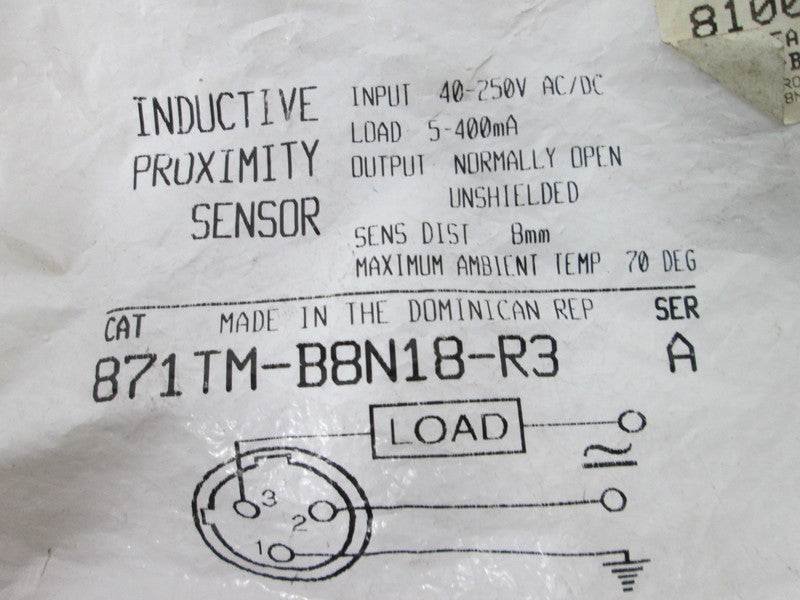 8100
INDUCTIVE
PROXIMITY
SENSOR
INPUT 40-250V AC/DC
LOAD 5-400mA
OUTPUT NORMALLY OPEN
UNSHIELDED
SENS DIST 8mm
MAXIMUM AMBIENT TEMP 70 DEG
CAT MADE IN THE DOMINICAN REP SER
871TM-B8N18-R3 A
LOAD
3
2
1